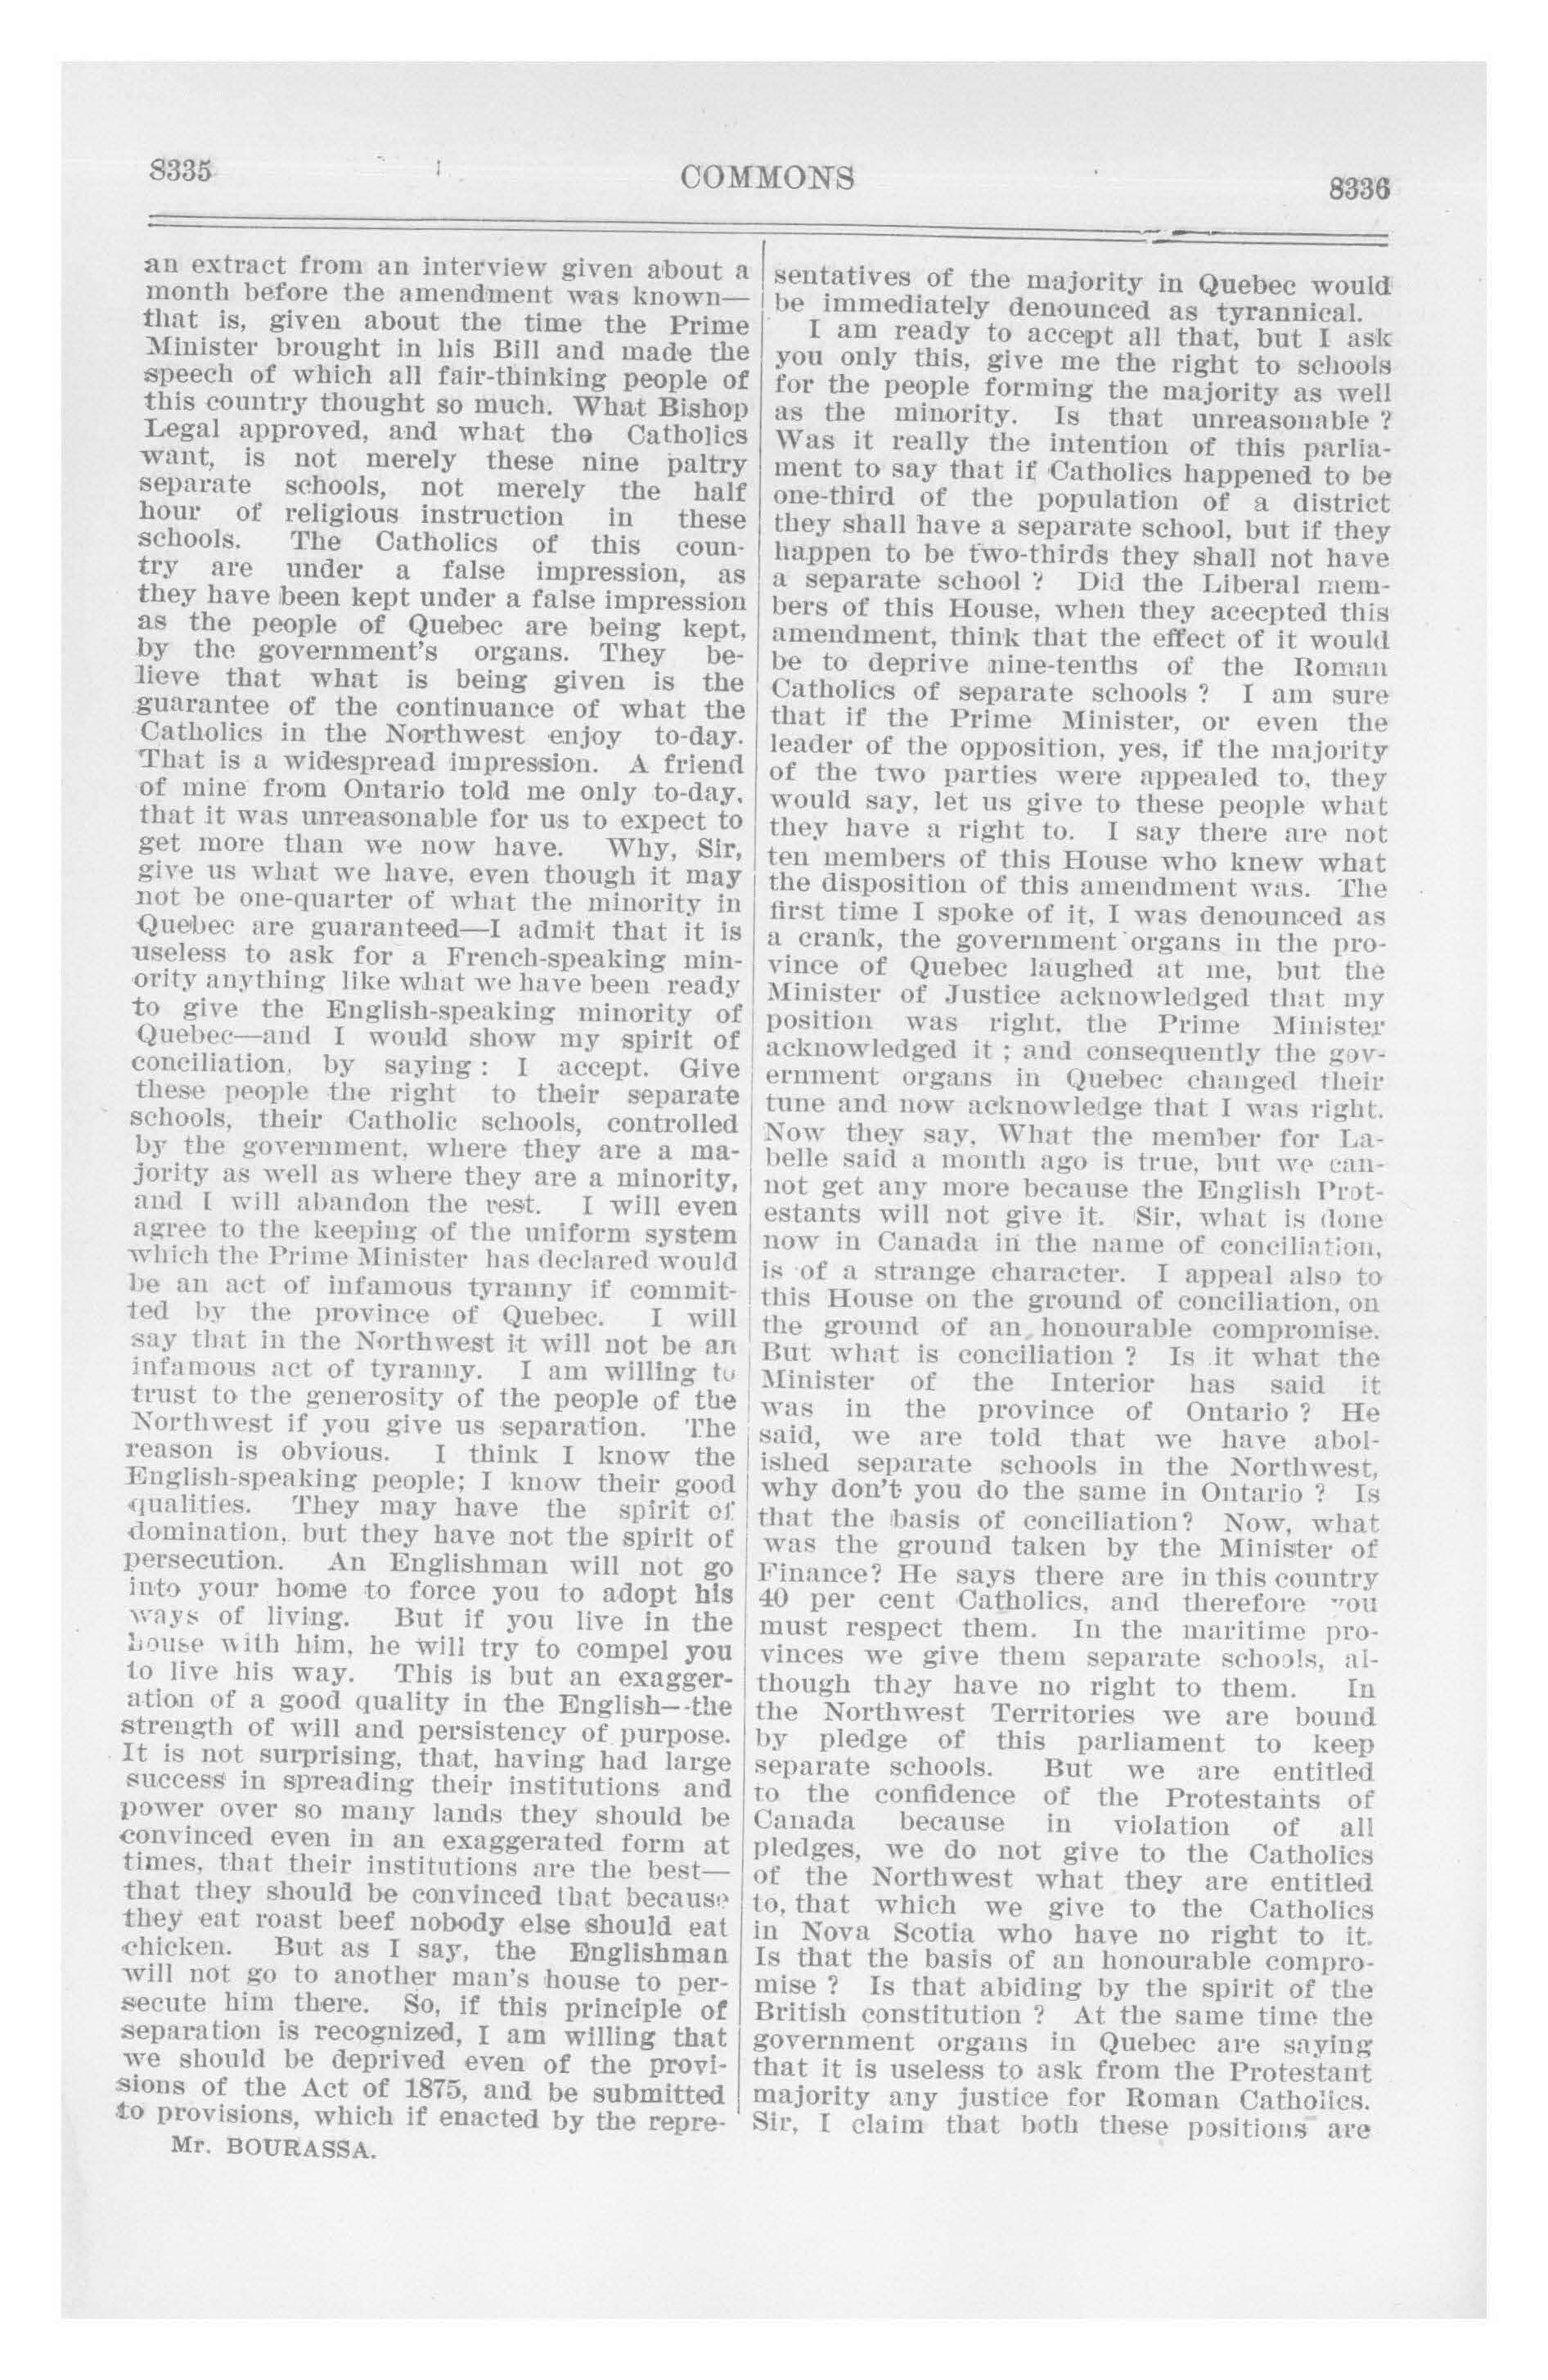 8335
COMMONS
8336
an extract from an interview given about a
month before the amendment was known—
that is, given about the time the Prime
Minister brought in his Bill and made the
speech of which all fair-thinking people of
this country thought so much. What Bishop
Legal approved, and what the Catholics
want, is not merely these nine paltry
separate schools, not merely the half
hour of religious instruction in these
schools. The Catholics of this coun-
try are under a false impression, as
they have been kept under a false impression
as the people of Quebec are being kept,
by the government's organs. They be-
lieve that what is being given is the
guarantee of the continuance of what the
Catholics in the Northwest enjoy to-day.
That is a widespread impression. A friend
of mine from Ontario told me only to-day,
that it was unreasonable for us to expect to
get more than we now have. Why, Sir,
give us what we have, even though it may
not be one-quarter of what the minority in
Quebec are guaranteed—I admit that it is
useless to ask for a French-speaking min-
ority anything like what we have been ready
to give the English-speaking minority of
Quebec—and I would show my spirit of
conciliation, by saying : I accept. Give
these people the right to their separate
schools, their Catholic schools, controlled
by the government, where they are a ma-
jority as well as where they are a minority,
and I will abandon the rest. I will even
agree to the keeping of the uniform system
which the Prime Minister has declared would
be an act of infamous tyranny if commit-
ted by the province of Quebec. I will
say that in the Northwest it will not be an
infamous act of tyranny. I am willing to
trust to the generosity of the people of the
Northwest if you give us separation. The
reason is obvious. I think I know the
English-speaking people; I know their good
qualities. They may have the spirit of
domination, but they have not the spirit of
persecution. An Englishman will not go
into your home to force you to adopt his
ways of living. But if you live in the
house with him, he will try to compel you
to live his way. This is but an exagger-
ation of a good quality in the English—the
strength of will and persistency of purpose.
It is not surprising, that, having had large
success in spreading their institutions and
power over so many lands they should be
convinced even in an exaggerated form at
times, that their institutions are the best—
that they should be convinced that because
they eat roast beef nobody else should eat
chicken. But as I say, the Englishman
will not go to another man's house to per-
secute him there. So, if this principle of
separation is recognized, I am willing that
we should be deprived even of the provi-
sions of the Act of 1875, and be submitted
to provisions, which if enacted by the repre-
Mr. BOURASSA.
sentatives of the majority in Quebec would
be immediately denounced as tyrannical.
I am ready to accept all that, but I ask
you only this, give me the right to schools
for the people forming the majority as well
as the minority. Is that unreasonable ?
Was it really the intention of this parlia-
ment to say that if Catholics happened to be
one-third of the population of a district
they shall have a separate school, but if they
happen to be two-thirds they shall not have
a separate school ? Did the Liberal mem-
bers of this House, when they acecpted this
amendment, think that the effect of it would
be to deprive nine-tenths of the Roman
Catholics of separate schools ? I am sure
that if the Prime Minister, or even the
leader of the opposition, yes, if the majority
of the two parties were appealed to, they
would say, let us give to these people what
they have a right to. I say there are not
ten members of this House who knew what
the disposition of this amendment was. The
first time I spoke of it, I was denounced as
a crank, the government organs in the pro-
vince of Quebec laughed at me, but the
Minister of Justice acknowledged that my
position was right, the Prime Minister
acknowledged it ; and consequently the gov-
ernment organs in Quebec changed their
tune and now acknowledge that I was right.
Now they say, What the member for La-
belle said a month ago is true, but we can-
not get any more because the English Prot-
estants will not give it. Sir, what is done
now in Canada in the name of conciliation,
is of a strange character. I appeal also to
this House on the ground of conciliation, on
the ground of an honourable compromise.
But what is conciliation ? Is it what the
Minister of the Interior has said it
was in the province of Ontario ? He
said, we are told that we have abol-
ished separate schools in the Northwest,
why don't you do the same in Ontario ? Is
that the basis of conciliation? Now, what
was the ground taken by the Minister of
Finance? He says there are in this country
40 per cent Catholics, and therefore you
must respect them. In the maritime pro-
vinces we give them separate schools, al-
though they have no right to them. In
the Northwest Territories we are bound
by pledge of this parliament to keep
separate schools. But we are entitled
to the confidence of the Protestants of
Canada because in violation of all
pledges, we do not give to the Catholics
of the Northwest what they are entitled
to, that which we give to the Catholics
in Nova Scotia who have no right to it.
Is that the basis of an honourable compro-
mise ? Is that abiding by the spirit of the
British constitution ? At the same time the
government organs in Quebec are saying
that it is useless to ask from the Protestant
majority any justice for Roman Catholics.
Sir, I claim that both these positions are